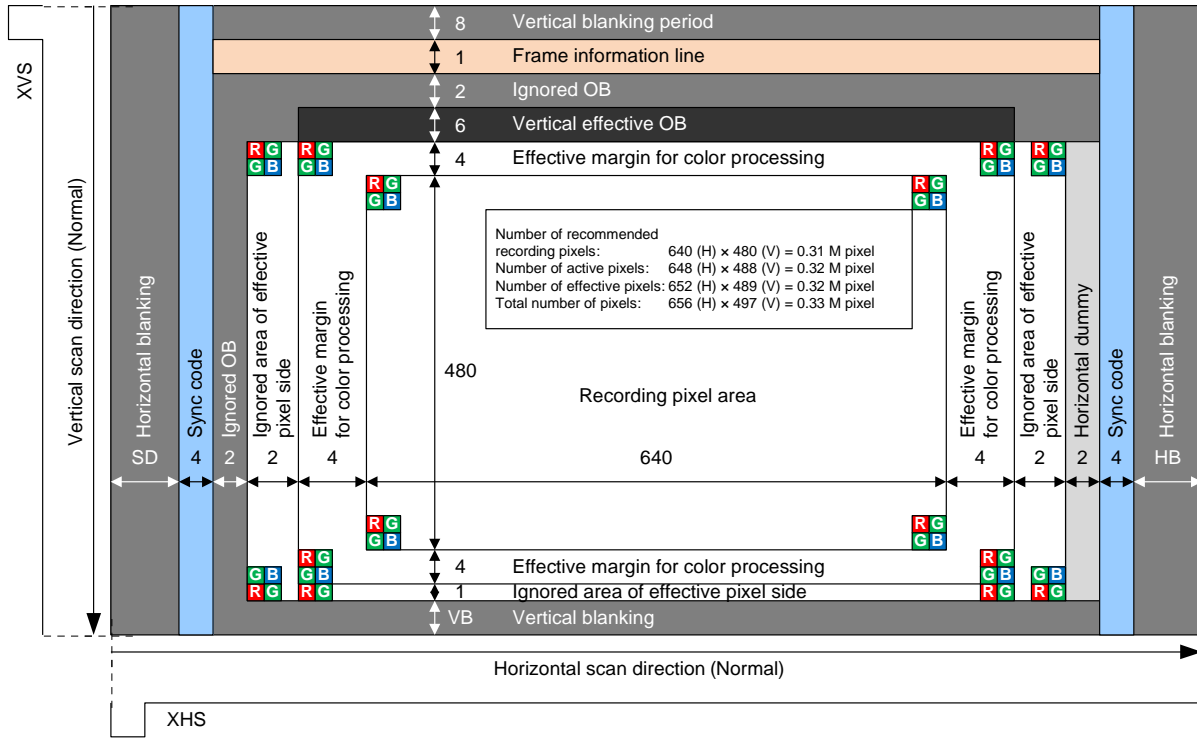 XVS
Vertical scan direction (Normal)
8 Vertical blanking period
1 Frame information line
2 Ignored OB
6 Vertical effective OB
4 Effective margin for color processing
R G R G R G R G
G B G B G B G B
R G R G
G B G B
Number of recommended
recording pixels: 640 (H) × 480 (V) = 0.31 M pixel
Number of active pixels: 648 (H) × 488 (V) = 0.32 M pixel
Number of effective pixels: 652 (H) × 489 (V) = 0.32 M pixel
Total number of pixels: 656 (H) × 497 (V) = 0.33 M pixel
480
Recording pixel area
640
Horizontal blanking
SD
Sync code
4
Ignored OB
2
Ignored area of effective
pixel side
2
Effective margin
for color processing
4
Effective margin
for color processing
4
Ignored area of effective
pixel side
2
Horizontal dummy
2
Sync code
4
Horizontal blanking
HB
R G R G
G B G B
R G R G
G B G B G B G B
R G R G R G R G
4 Effective margin for color processing
1 Ignored area of effective pixel side
VB Vertical blanking
Horizontal scan direction (Normal)
XHS